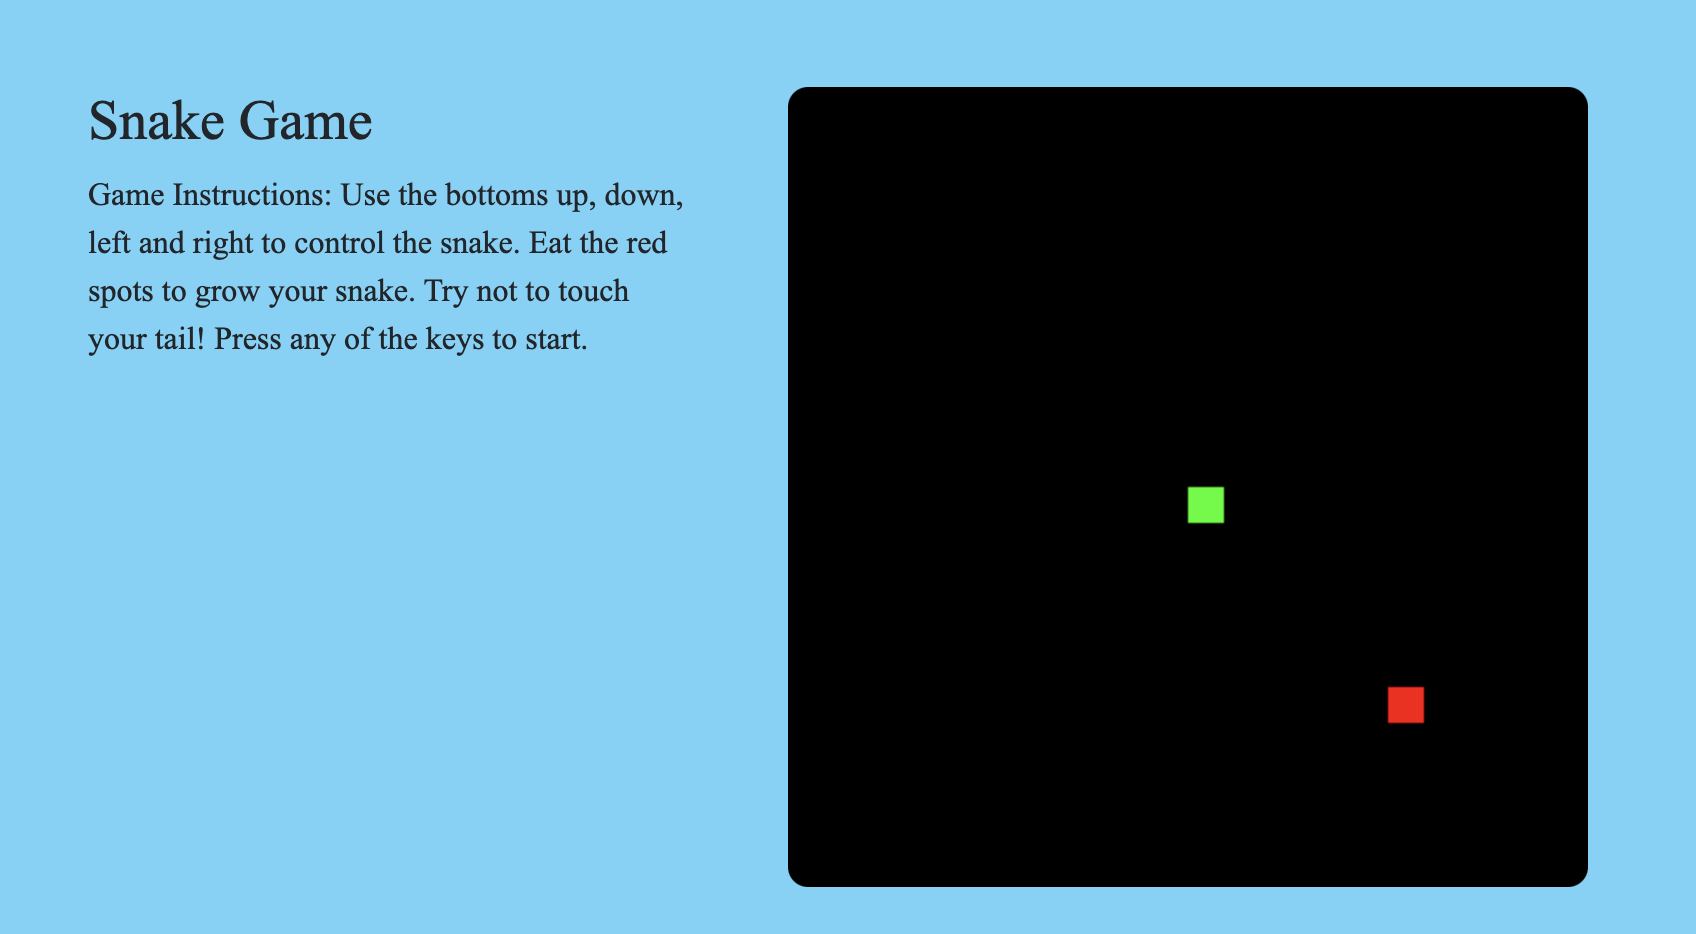 Snake Game
Game Instructions: Use the bottoms up, down,
left and right to control the snake. Eat the red
spots to grow your snake. Try not to touch
your tail! Press any of the keys to start.